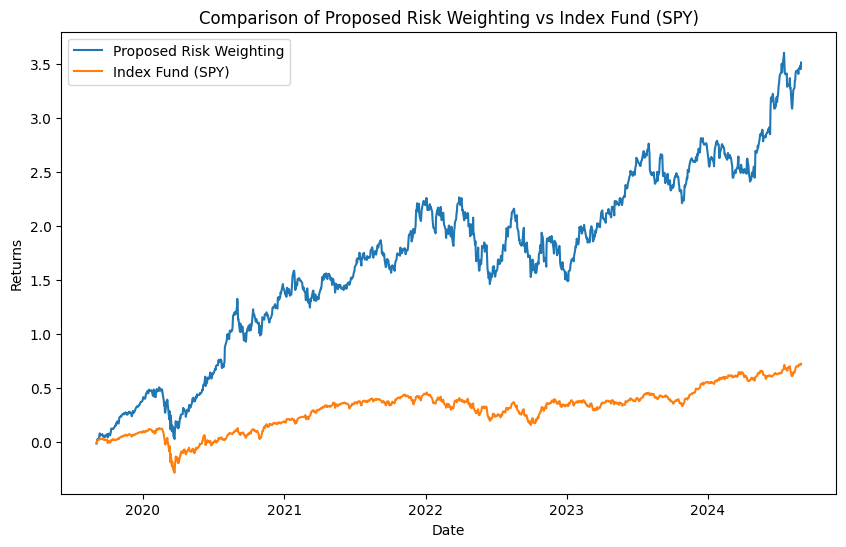 Comparison of Proposed Risk Weighting vs Index Fund (SPY)
Proposed Risk Weighting
Index Fund (SPY)
3.5
3.0
2.5
2.0
1.5
1.0
0.5
0.0
Returns
2020 2021 2022 2023 2024
Date